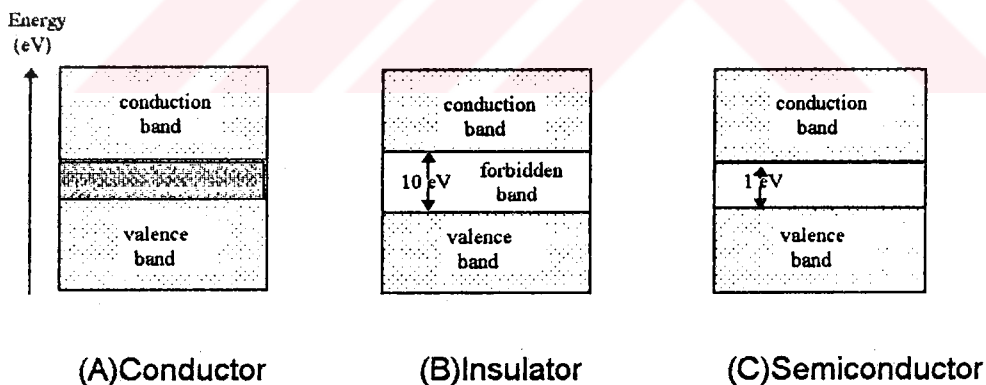 Energy
(eV)
conduction
band
valence
band
(A)Conductor
conduction
band
10 eV
forbidden
band
valence
band
(B)Insulator
conduction
band
1 eV
valence
band
(C)Semiconductor